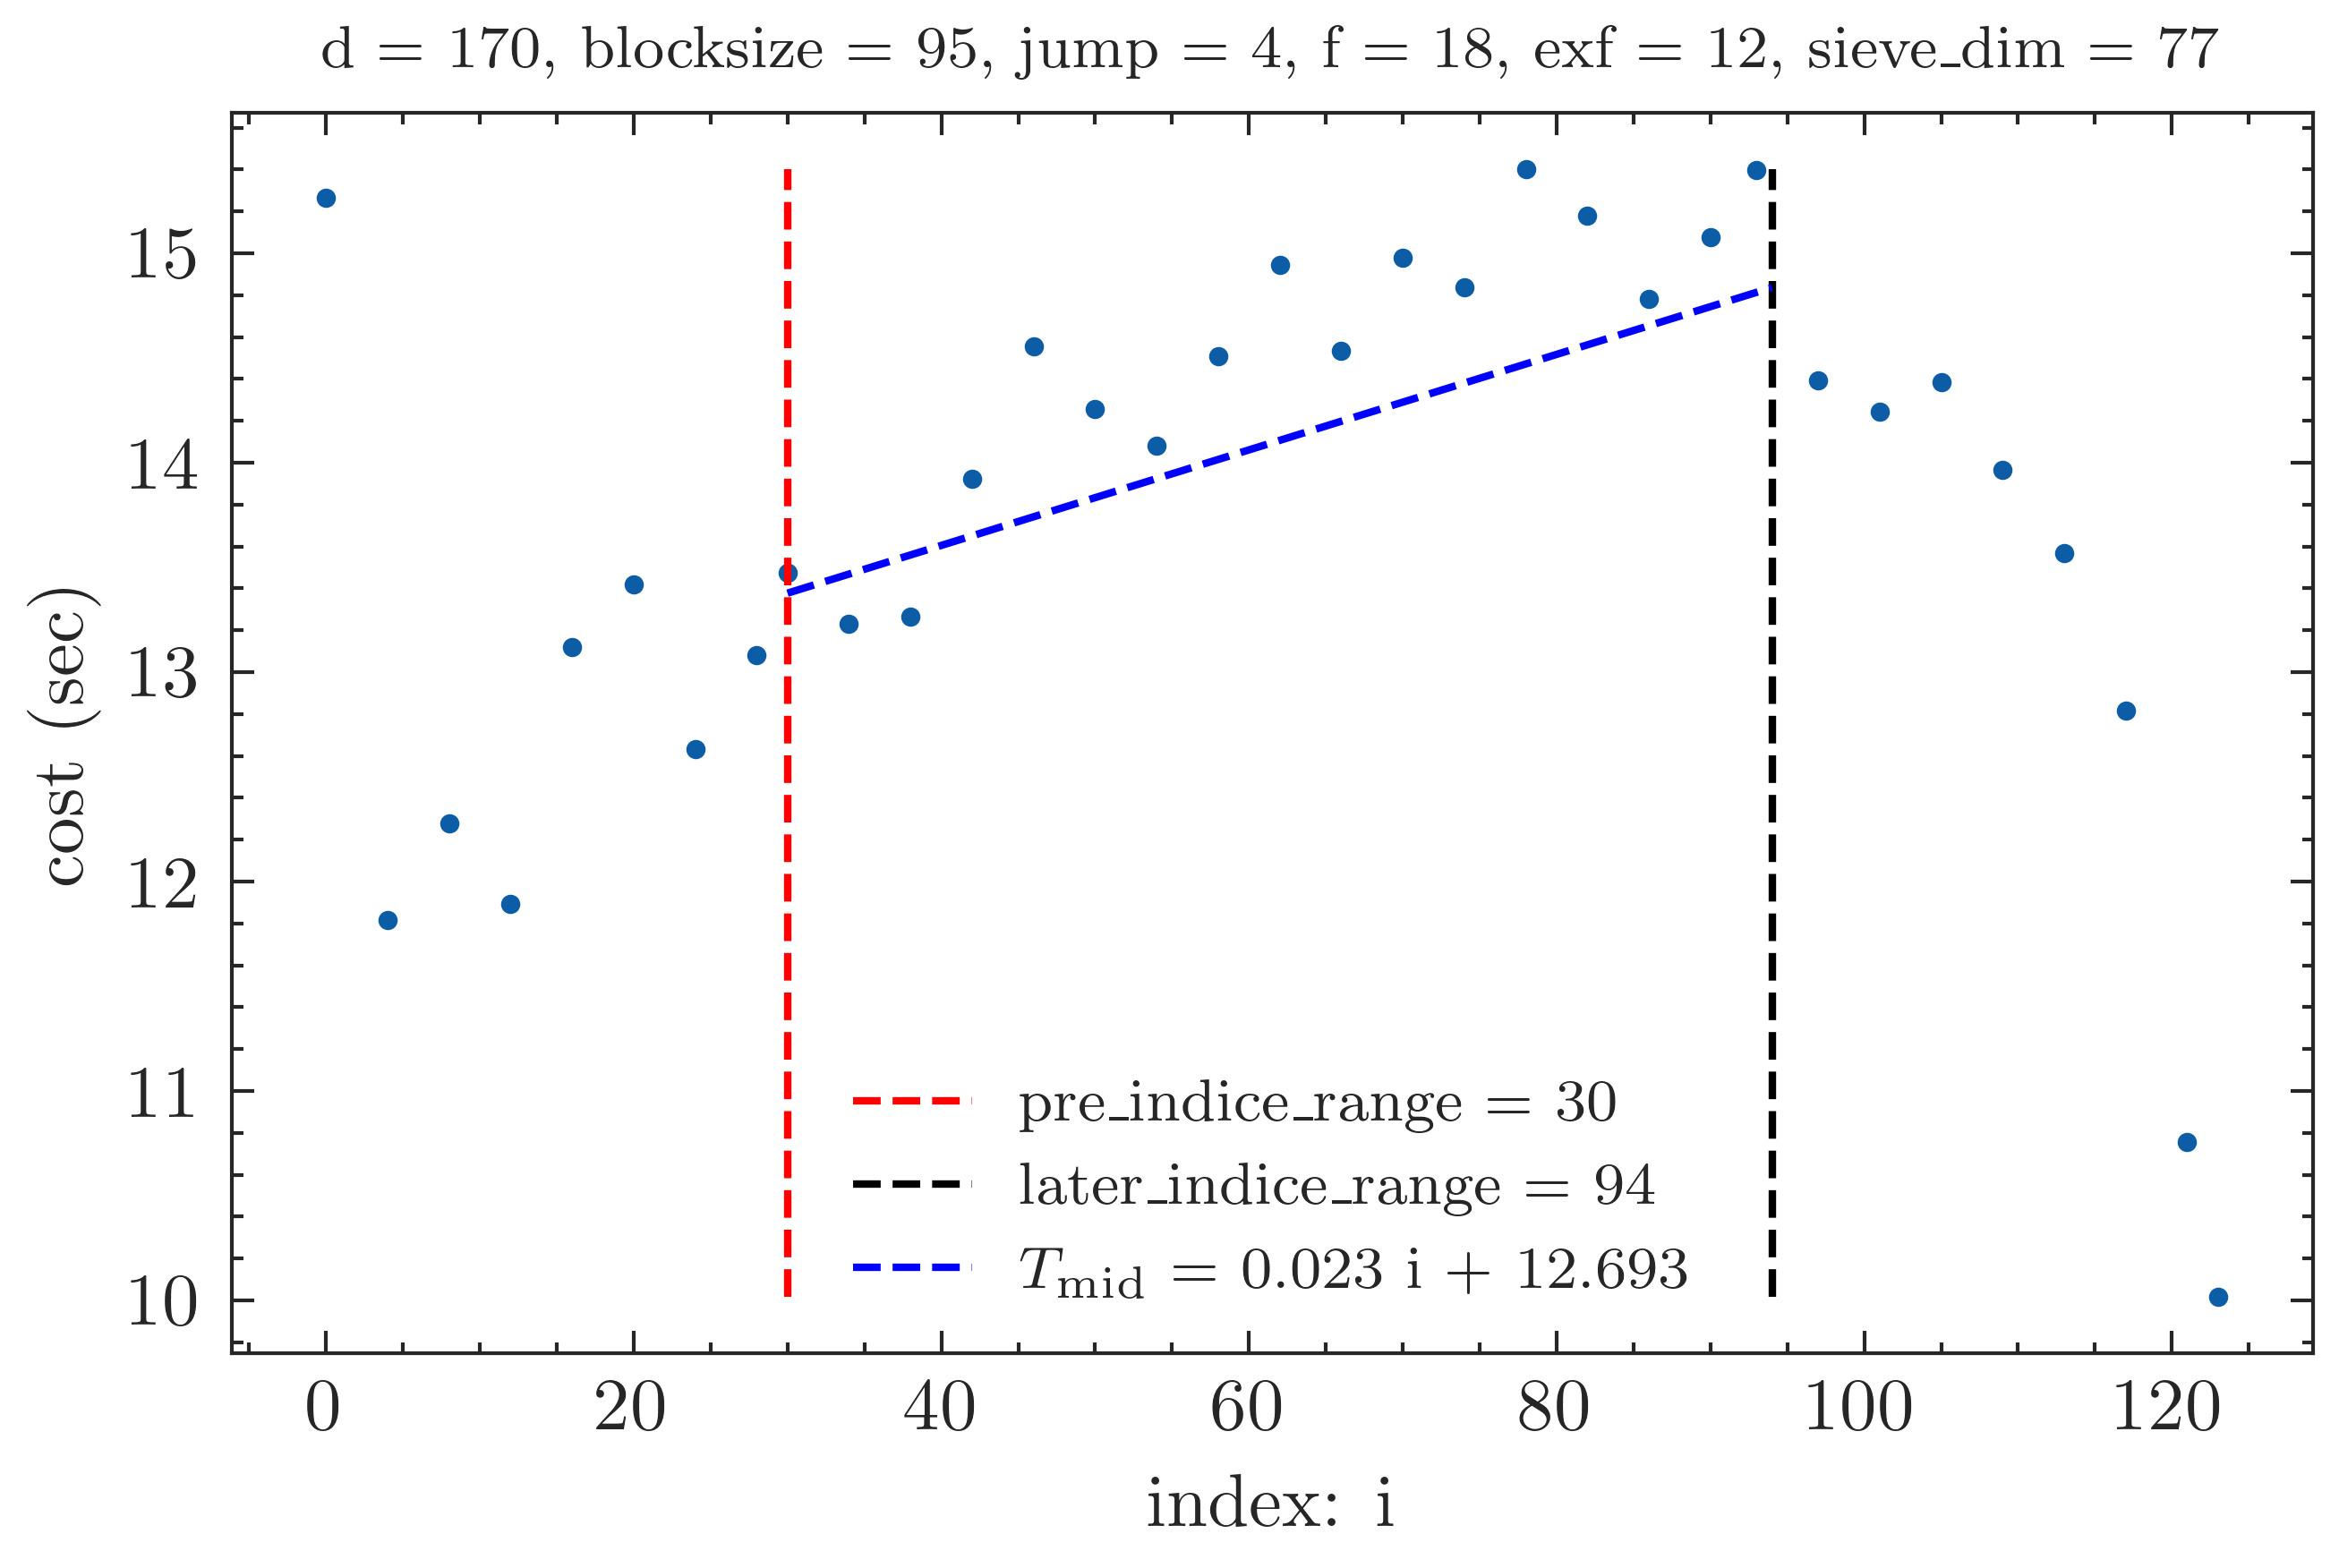 d = 170, blocksize = 95, jump = 4, f = 18, exf = 12, sieve_dim = 77
15
14
13
12
11
10
cost (sec)
pre_indice_range = 30
later_indice_range = 94
T_mid = 0.023 i + 12.693
0 20 40 60 80 100 120
index: i